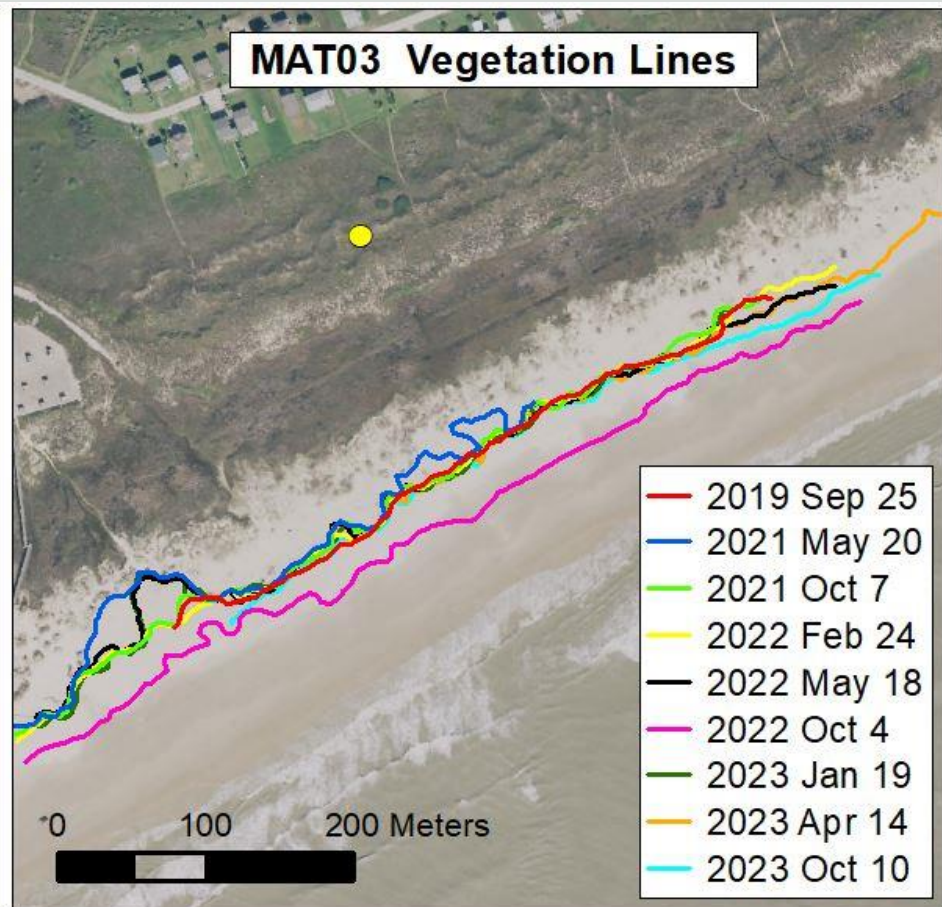 MAT03 Vegetation Lines
2019 Sep 25
2021 May 20
2021 Oct 7
2022 Feb 24
2022 May 18
2022 Oct 4
2023 Jan 19
2023 Apr 14
2023 Oct 10
0 100 200 Meters